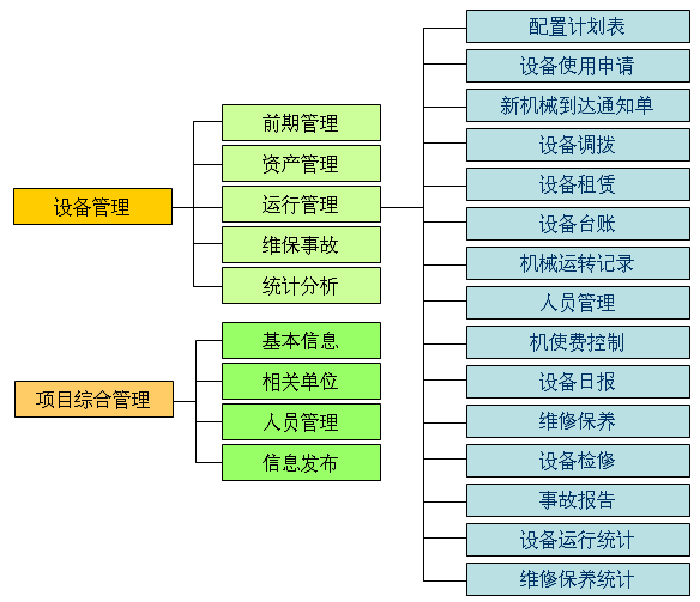 设备管理
前期管理
资产管理
运行管理
维保事故
统计分析
项目综合管理
基本信息
相关单位
人员管理
信息发布
配置计划表
设备使用申请
新机械到达通知单
设备调拨
设备租赁
设备台账
机械运转记录
人员管理
机使费控制
设备日报
维修保养
设备检修
事故报告
设备运行统计
维修保养统计